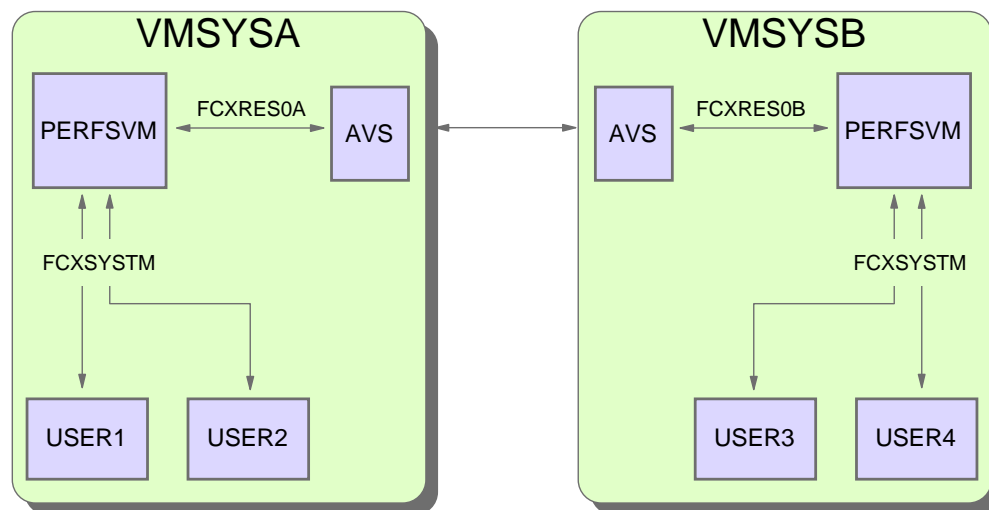 VMSYSA
PERFSVM
FCXRES0A
AVS
FCXSYSTM
USER1
USER2
VMSYSB
AVS
FCXRES0B
PERFSVM
FCXSYSTM
USER3
USER4